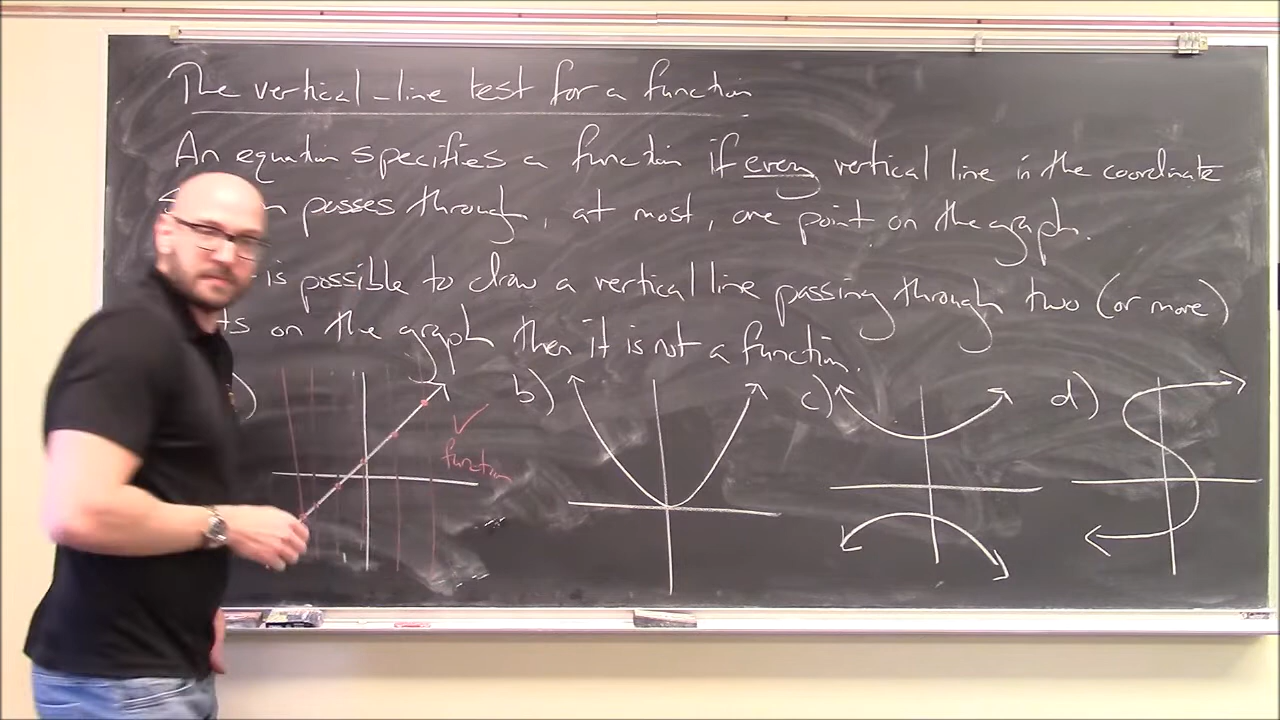 The vertical-line test for a function
An equation specifies a function if every vertical line in the coordinate
passes through, at most, one point on the graph.
is possible to draw a vertical line passing through two (or more)
on the graph then it is not a function.
) b) c) d)
function